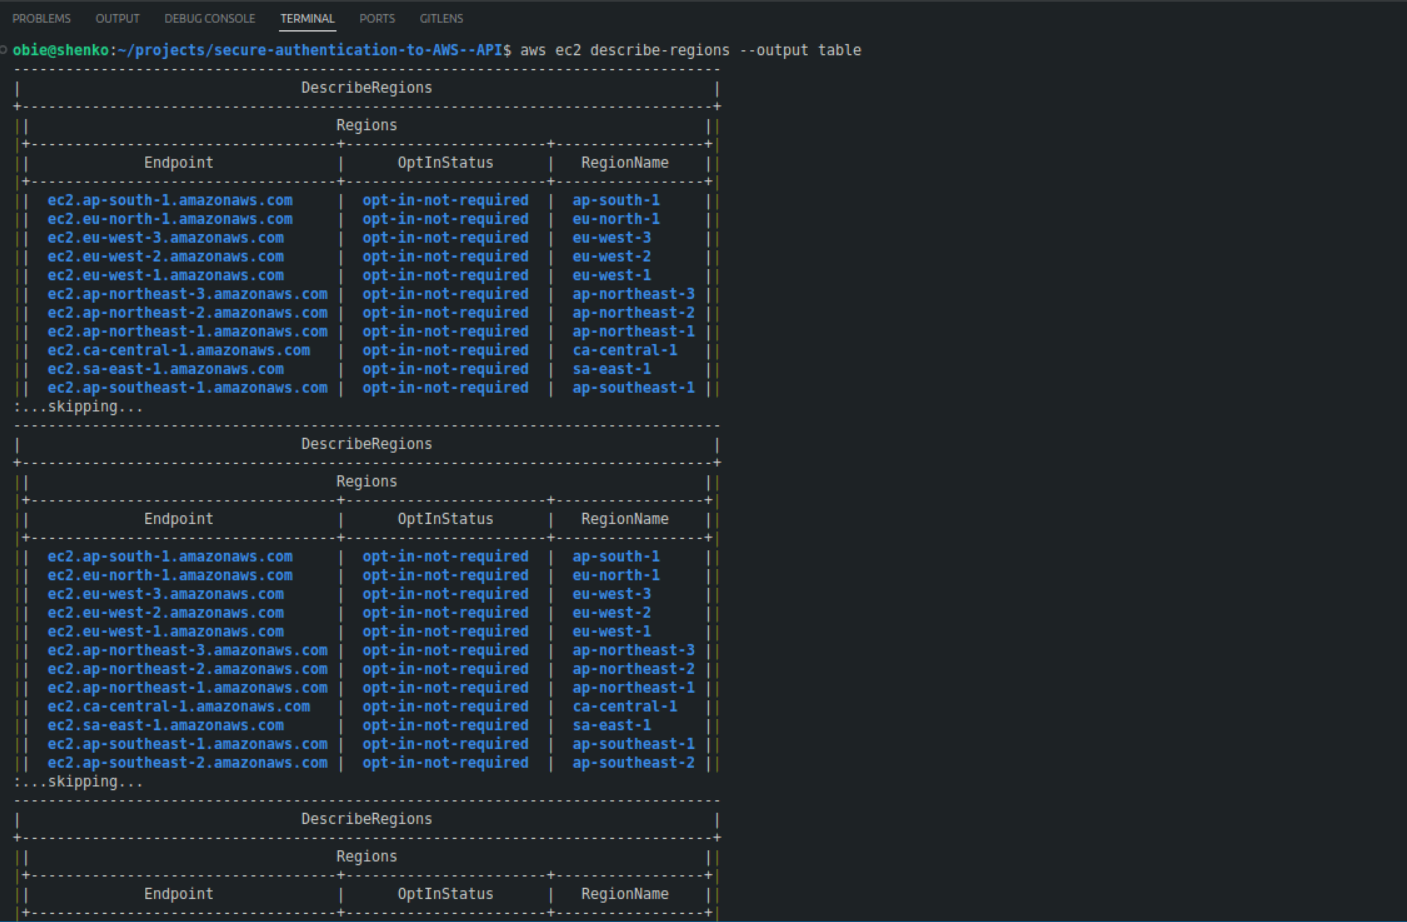 PROBLEMS OUTPUT DEBUG CONSOLE TERMINAL PORTS GITLENS
obie@shenko:~/projects/secure-authentication-to-AWS--API$ aws ec2 describe-regions --output table
---------------------------------------------------------------------------------
|                                DescribeRegions                                |
+-------------------------------------------------------------------------------+
||                                   Regions                                   ||
|+-----------------------------------+-----------------------+-----------------+|
||             Endpoint              |      OptInStatus      |   RegionName    ||
|+-----------------------------------+-----------------------+-----------------+|
||  ec2.ap-south-1.amazonaws.com     |  opt-in-not-required  |  ap-south-1     ||
||  ec2.eu-north-1.amazonaws.com     |  opt-in-not-required  |  eu-north-1     ||
||  ec2.eu-west-3.amazonaws.com      |  opt-in-not-required  |  eu-west-3      ||
||  ec2.eu-west-2.amazonaws.com      |  opt-in-not-required  |  eu-west-2      ||
||  ec2.eu-west-1.amazonaws.com      |  opt-in-not-required  |  eu-west-1      ||
||  ec2.ap-northeast-3.amazonaws.com |  opt-in-not-required  |  ap-northeast-3 ||
||  ec2.ap-northeast-2.amazonaws.com |  opt-in-not-required  |  ap-northeast-2 ||
||  ec2.ap-northeast-1.amazonaws.com |  opt-in-not-required  |  ap-northeast-1 ||
||  ec2.ca-central-1.amazonaws.com   |  opt-in-not-required  |  ca-central-1   ||
||  ec2.sa-east-1.amazonaws.com      |  opt-in-not-required  |  sa-east-1      ||
||  ec2.ap-southeast-1.amazonaws.com |  opt-in-not-required  |  ap-southeast-1 ||
:...skipping...
---------------------------------------------------------------------------------
|                                DescribeRegions                                |
+-------------------------------------------------------------------------------+
||                                   Regions                                   ||
|+-----------------------------------+-----------------------+-----------------+|
||             Endpoint              |      OptInStatus      |   RegionName    ||
|+-----------------------------------+-----------------------+-----------------+|
||  ec2.ap-south-1.amazonaws.com     |  opt-in-not-required  |  ap-south-1     ||
||  ec2.eu-north-1.amazonaws.com     |  opt-in-not-required  |  eu-north-1     ||
||  ec2.eu-west-3.amazonaws.com      |  opt-in-not-required  |  eu-west-3      ||
||  ec2.eu-west-2.amazonaws.com      |  opt-in-not-required  |  eu-west-2      ||
||  ec2.eu-west-1.amazonaws.com      |  opt-in-not-required  |  eu-west-1      ||
||  ec2.ap-northeast-3.amazonaws.com |  opt-in-not-required  |  ap-northeast-3 ||
||  ec2.ap-northeast-2.amazonaws.com |  opt-in-not-required  |  ap-northeast-2 ||
||  ec2.ap-northeast-1.amazonaws.com |  opt-in-not-required  |  ap-northeast-1 ||
||  ec2.ca-central-1.amazonaws.com   |  opt-in-not-required  |  ca-central-1   ||
||  ec2.sa-east-1.amazonaws.com      |  opt-in-not-required  |  sa-east-1      ||
||  ec2.ap-southeast-1.amazonaws.com |  opt-in-not-required  |  ap-southeast-1 ||
||  ec2.ap-southeast-2.amazonaws.com |  opt-in-not-required  |  ap-southeast-2 ||
:...skipping...
---------------------------------------------------------------------------------
|                                DescribeRegions                                |
+-------------------------------------------------------------------------------+
||                                   Regions                                   ||
|+-----------------------------------+-----------------------+-----------------+|
||             Endpoint              |      OptInStatus      |   RegionName    ||
|+-----------------------------------+-----------------------+-----------------+|